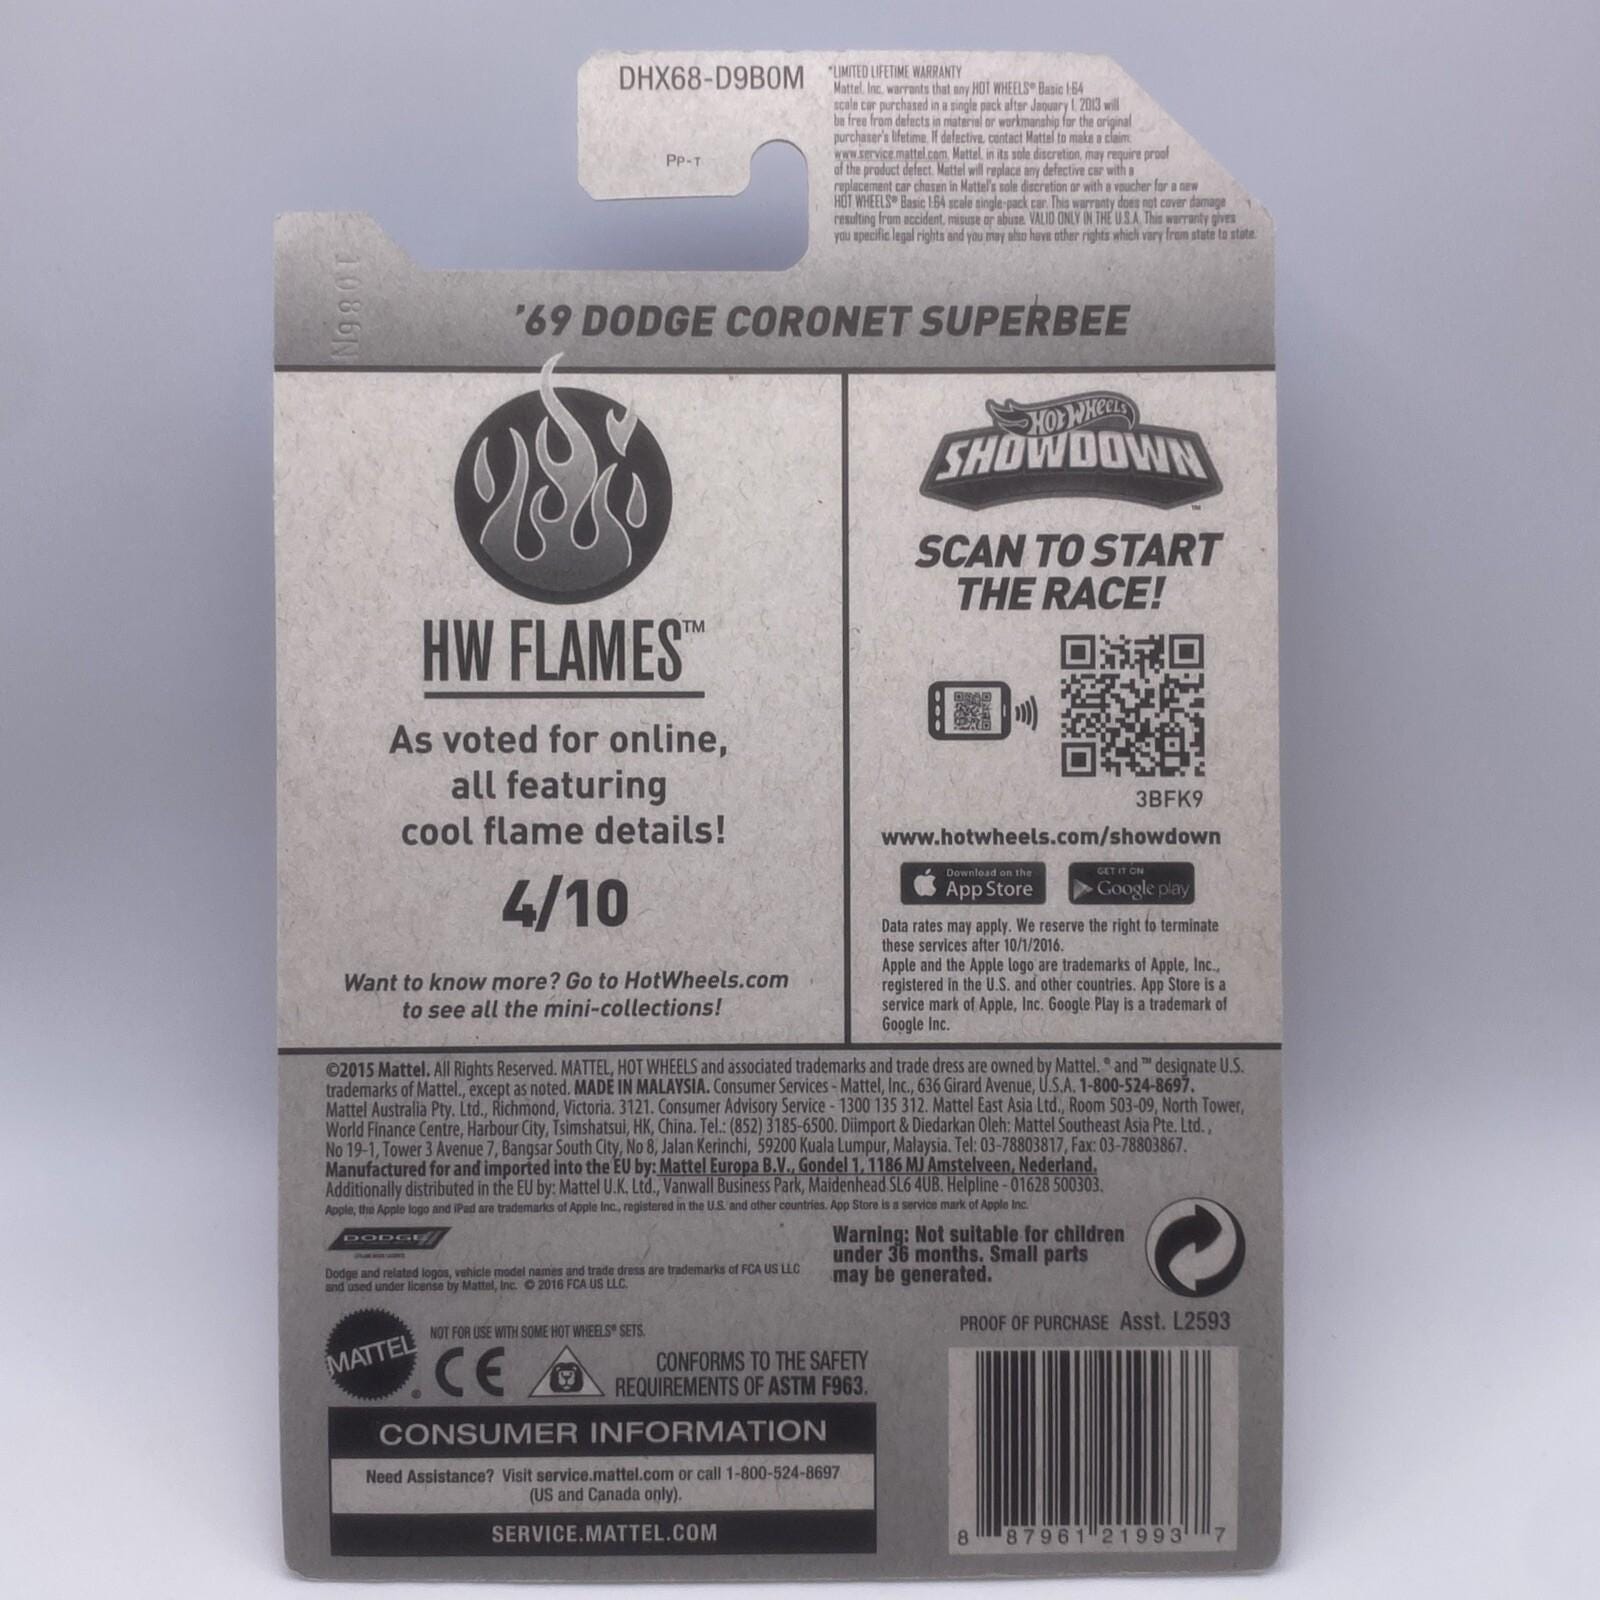 DHX68-D9B0M
Pp-T
*LIMITED LIFETIME WARRANTY
Mattel, Inc. warrants that any HOT WHEELS® Basic 1:64
scale car purchased in a single pack after January 1, 2013 will
be free from defects in material or workmanship for the original
purchaser's lifetime. If defective, contact Mattel to make a claim:
www.service.mattel.com. Mattel, in its sole discretion, may require proof
of the product defect. Mattel will replace any defective car with a
replacement car chosen in Mattel's sole discretion or with a voucher for a new
HOT WHEELS® Basic 1:64 scale single-pack car. This warranty does not cover damage
resulting from accident, misuse or abuse. VALID ONLY IN THE U.S.A. This warranty gives
you specific legal rights and you may also have other rights which vary from state to state.
1086N
'69 DODGE CORONET SUPERBEE
HW FLAMES™
As voted for online,
all featuring
cool flame details!
4/10
Want to know more? Go to HotWheels.com
to see all the mini-collections!
HOT WHEELS
SHOWDOWN™
SCAN TO START
THE RACE!
3BFK9
www.hotwheels.com/showdown
Download on the
App Store
GET IT ON
Google play
Data rates may apply. We reserve the right to terminate
these services after 10/1/2016.
Apple and the Apple logo are trademarks of Apple, Inc.,
registered in the U.S. and other countries. App Store is a
service mark of Apple, Inc. Google Play is a trademark of
Google Inc.
©2015 Mattel. All Rights Reserved. MATTEL, HOT WHEELS and associated trademarks and trade dress are owned by Mattel. ® and ™ designate U.S.
trademarks of Mattel., except as noted. MADE IN MALAYSIA. Consumer Services - Mattel, Inc., 636 Girard Avenue, U.S.A. 1-800-524-8697.
Mattel Australia Pty. Ltd., Richmond, Victoria. 3121. Consumer Advisory Service - 1300 135 312. Mattel East Asia Ltd., Room 503-09, North Tower,
World Finance Centre, Harbour City, Tsimshatsui, HK, China. Tel.: (852) 3185-6500. Diimport & Diedarkan Oleh: Mattel Southeast Asia Pte. Ltd.,
No 19-1, Tower 3 Avenue 7, Bangsar South City, No 8, Jalan Kerinchi, 59200 Kuala Lumpur, Malaysia. Tel: 03-78803817, Fax: 03-78803867.
Manufactured for and imported into the EU by: Mattel Europa B.V., Gondel 1, 1186 MJ Amstelveen, Nederland.
Additionally distributed in the EU by: Mattel U.K. Ltd., Vanwall Business Park, Maidenhead SL6 4UB. Helpline - 01628 500303.
Apple, the Apple logo and iPad are trademarks of Apple Inc., registered in the U.S. and other countries. App Store is a service mark of Apple Inc.
DODGE
Dodge and related logos, vehicle model names and trade dress are trademarks of FCA US LLC
and used under license by Mattel, Inc. © 2016 FCA US LLC.
Warning: Not suitable for children
under 36 months. Small parts
may be generated.
MATTEL®
NOT FOR USE WITH SOME HOT WHEELS® SETS.
CE
CONFORMS TO THE SAFETY
REQUIREMENTS OF ASTM F963.
PROOF OF PURCHASE Asst. L2593
CONSUMER INFORMATION
Need Assistance? Visit service.mattel.com or call 1-800-524-8697
(US and Canada only).
SERVICE.MATTEL.COM
8 87961 21993 7